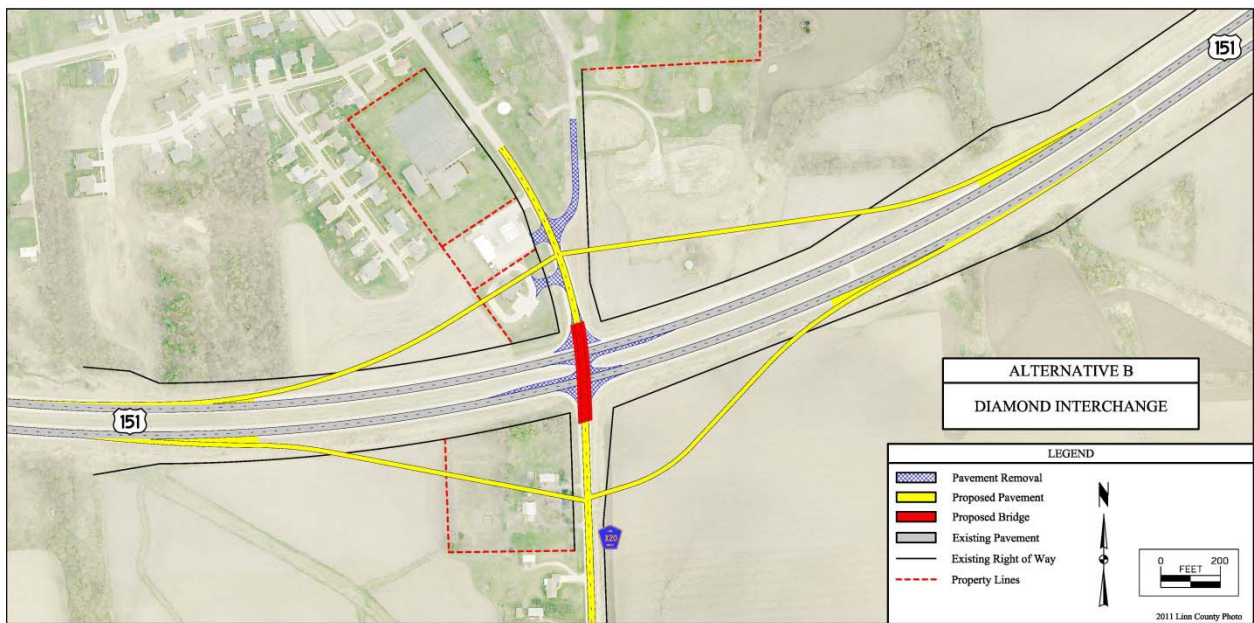 151
151
X20
ALTERNATIVE B
DIAMOND INTERCHANGE
LEGEND
Pavement Removal
Proposed Pavement
Proposed Bridge
Existing Pavement
Existing Right of Way
Property Lines
N
0 200
FEET
2011 Linn County Photo